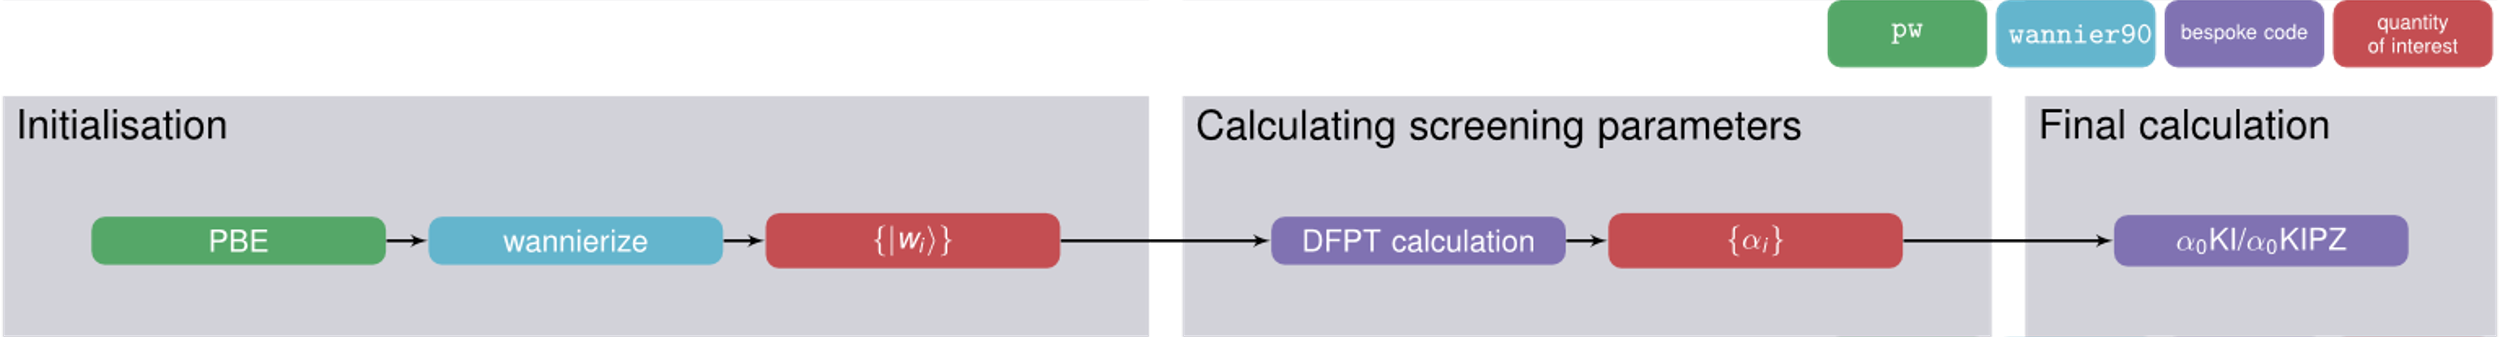 pw
wannier90
bespoke code
quantity
of interest
Initialisation
Calculating screening parameters
Final calculation
PBE
wannierize
{|wᵢ⟩}
DFPT calculation
{αᵢ}
α₀KI/α₀KIPZ